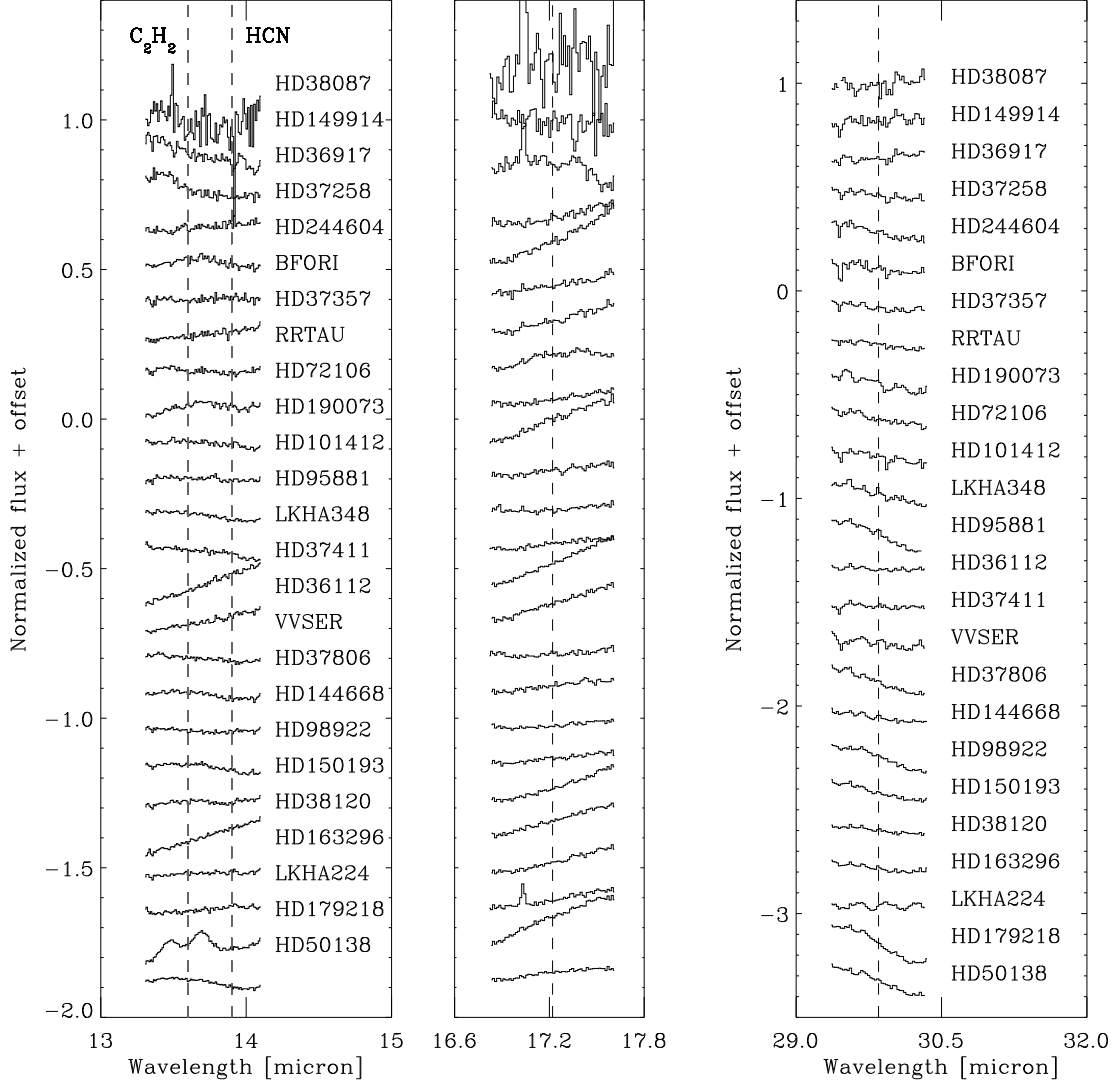 C2H2 HCN
HD38087
HD149914
HD36917
HD37258
HD244604
BFORI
HD37357
RRTAU
HD72106
HD190073
HD101412
HD95881
LKHA348
HD37411
HD36112
VVSER
HD37806
HD144668
HD98922
HD150193
HD38120
HD163296
LKHA224
HD179218
HD50138
1.0
0.5
0.0
−0.5
−1.0
−1.5
−2.0
13 14 15
Wavelength [micron]
Normalized flux + offset
16.6 17.2 17.8
HD38087
HD149914
HD36917
HD37258
HD244604
BFORI
HD37357
RRTAU
HD190073
HD72106
HD101412
LKHA348
HD95881
HD36112
HD37411
VVSER
HD37806
HD144668
HD98922
HD150193
HD38120
HD163296
LKHA224
HD179218
HD50138
1
0
−1
−2
−3
29.0 30.5 32.0
Wavelength [micron]
Normalized flux + offset